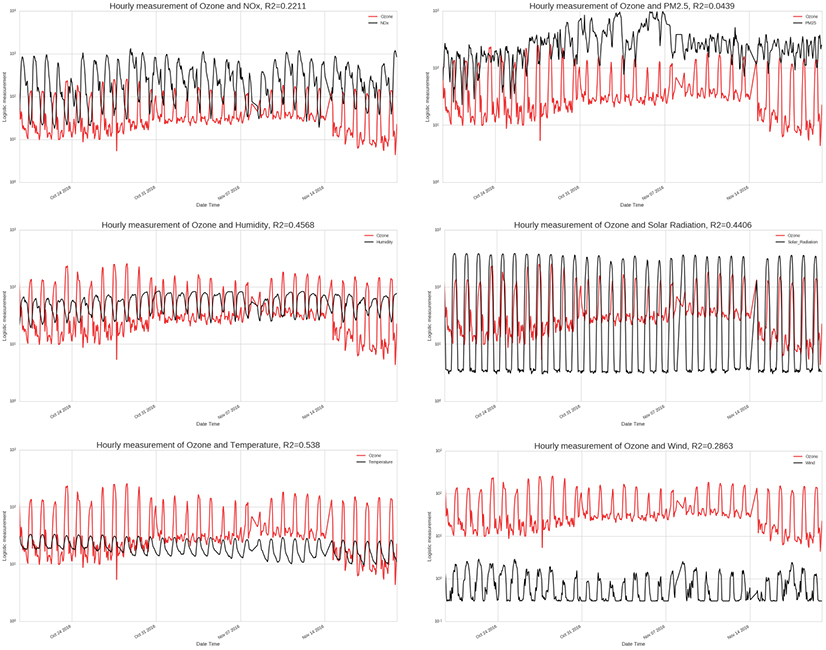 Hourly measurement of Ozone and NOx, R2=0.2211
Ozone
NOx
Logistic measurement
Oct 24 2018
Oct 31 2018
Nov 07 2018
Nov 14 2018
Date Time
Hourly measurement of Ozone and PM2.5, R2=0.0439
Ozone
PM25
Logistic measurement
Oct 24 2018
Oct 31 2018
Nov 07 2018
Nov 14 2018
Date Time
Hourly measurement of Ozone and Humidity, R2=0.4568
Ozone
Humidity
Logistic measurement
Oct 24 2018
Oct 31 2018
Nov 07 2018
Nov 14 2018
Date Time
Hourly measurement of Ozone and Solar Radiation, R2=0.4406
Ozone
Solar_Radiation
Logistic measurement
Oct 24 2018
Oct 31 2018
Nov 07 2018
Nov 14 2018
Date Time
Hourly measurement of Ozone and Temperature, R2=0.538
Ozone
Temperature
Logistic measurement
Oct 24 2018
Oct 31 2018
Nov 07 2018
Nov 14 2018
Date Time
Hourly measurement of Ozone and Wind, R2=0.2863
Ozone
Wind
Logistic measurement
Oct 24 2018
Oct 31 2018
Nov 07 2018
Nov 14 2018
Date Time